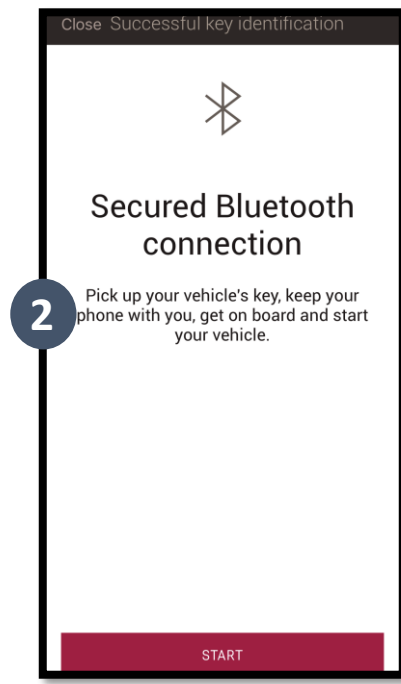 Close Successful key identification
Secured Bluetooth
connection
2
Pick up your vehicle's key, keep your
phone with you, get on board and start
your vehicle.
START